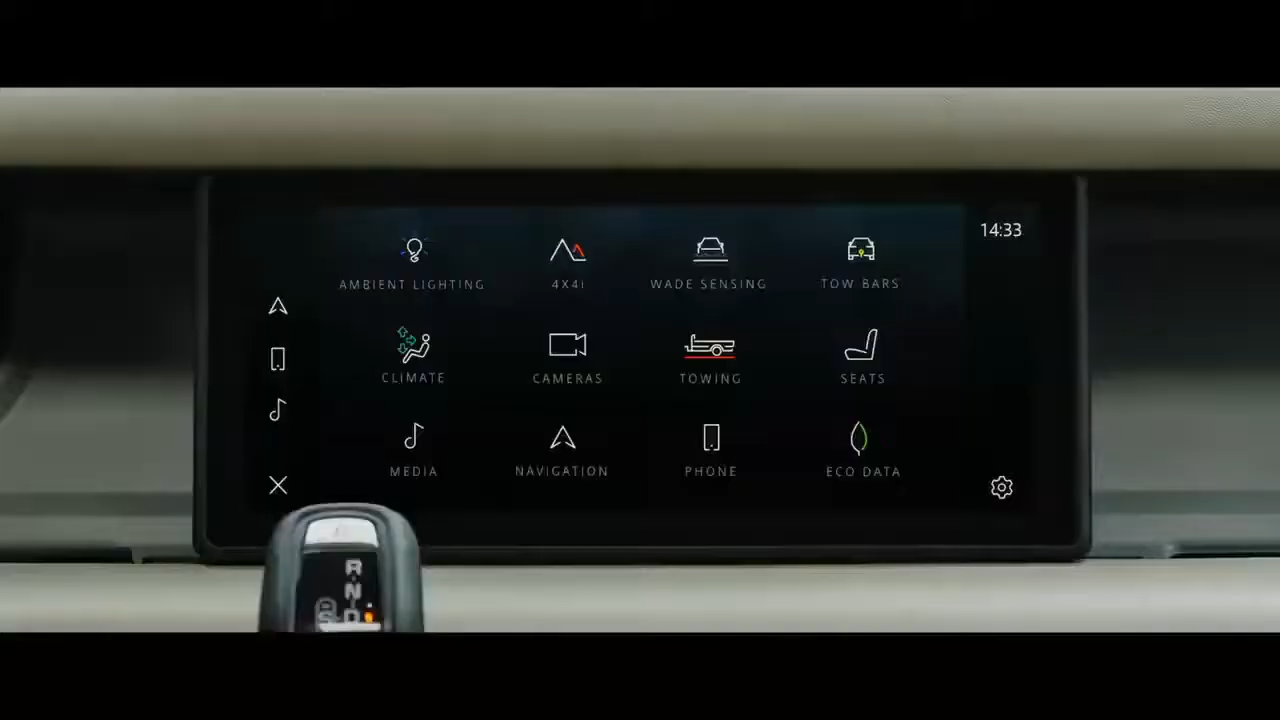 14:33
AMBIENT LIGHTING
4X4i
WADE SENSING
TOW BARS
CLIMATE
CAMERAS
TOWING
SEATS
MEDIA
NAVIGATION
PHONE
ECO DATA
R
N
S D